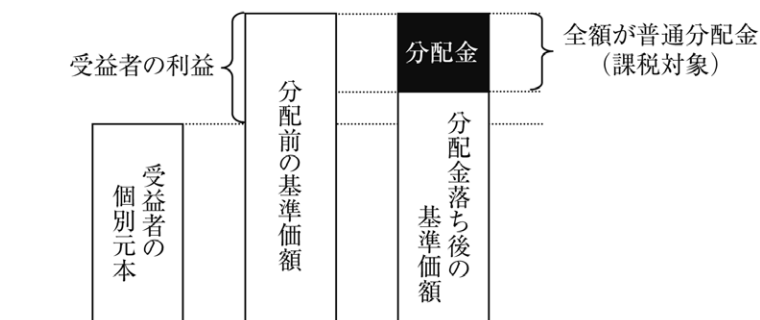 受益者の利益
受益者の
個別元本
分配前の基準価額
分配金
分配金落ち後の
基準価額
全額が普通分配金
(課税対象)